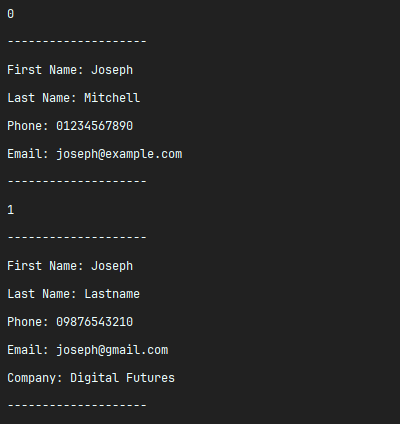 0
--------------------
First Name: Joseph
Last Name: Mitchell
Phone: 01234567890
Email: joseph@example.com
--------------------
1
--------------------
First Name: Joseph
Last Name: Lastname
Phone: 09876543210
Email: joseph@gmail.com
Company: Digital Futures
--------------------